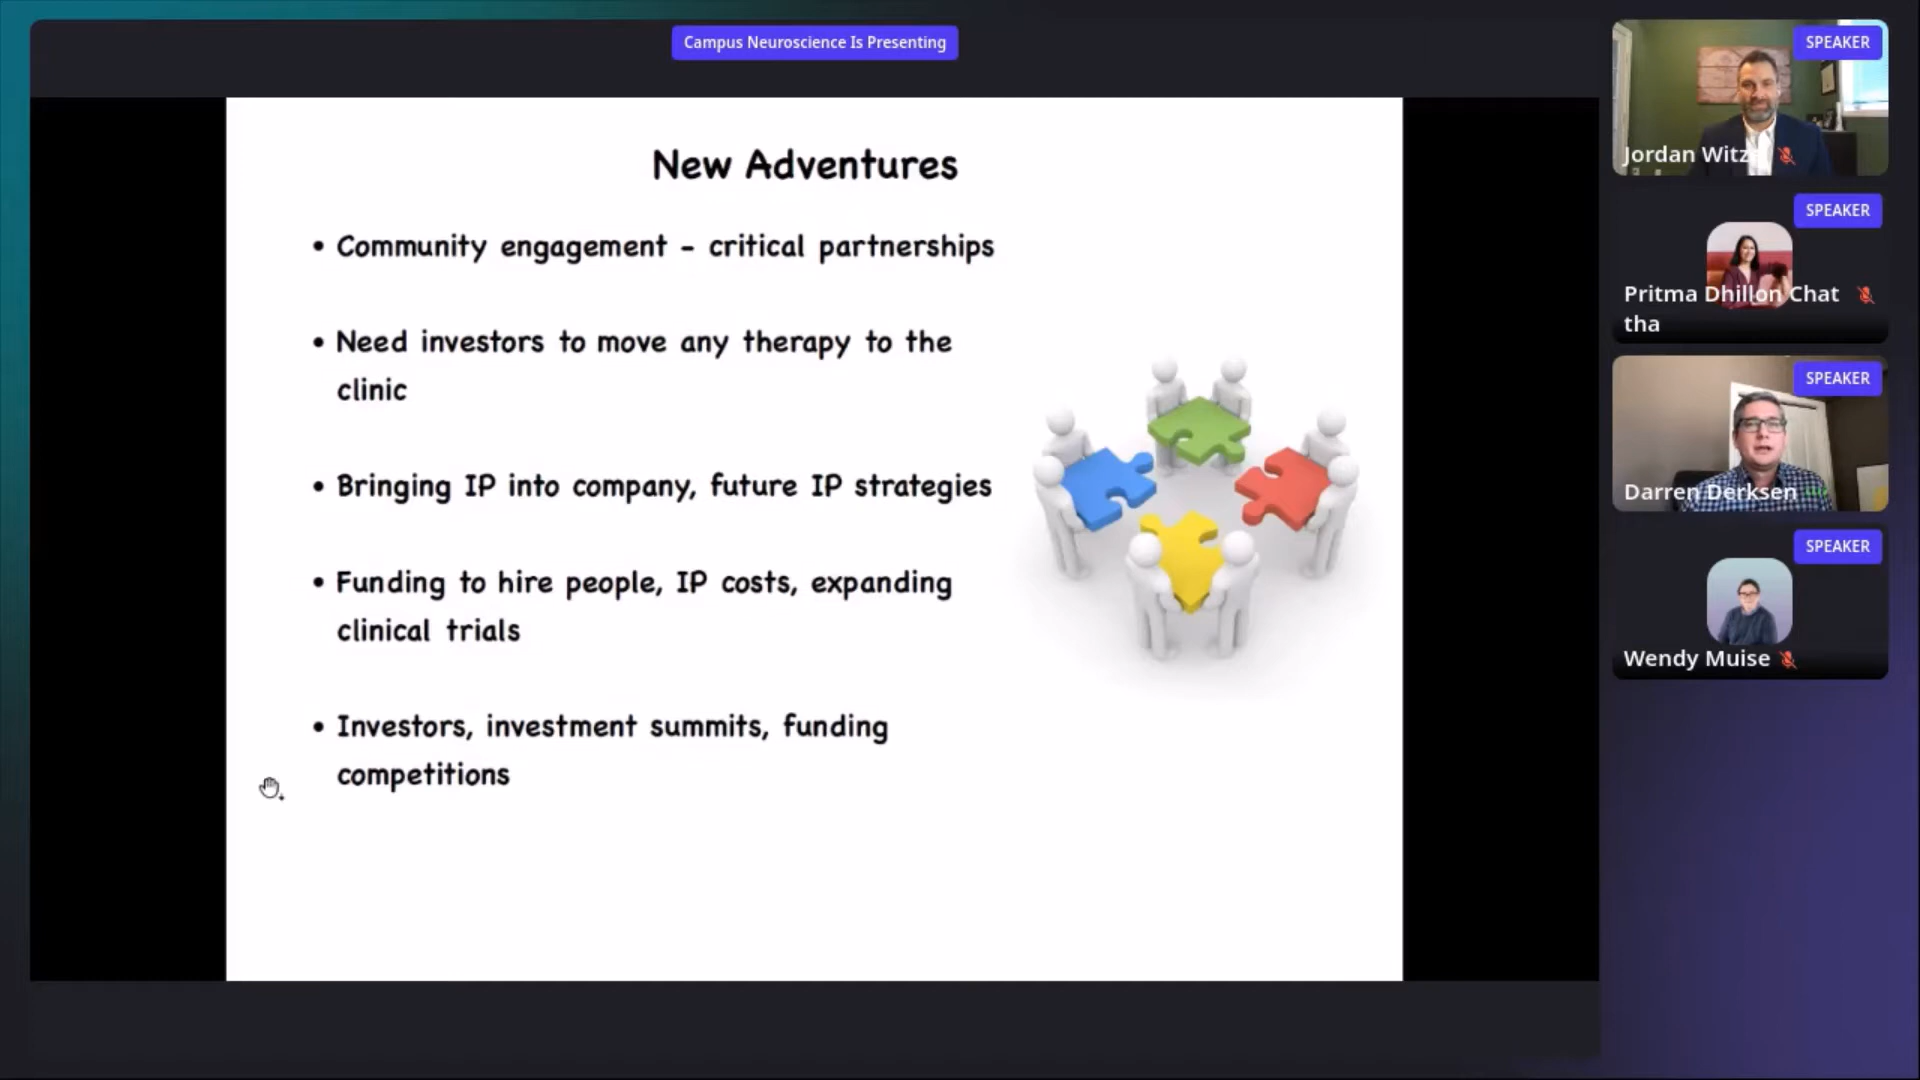 Campus Neuroscience Is Presenting
New Adventures
• Community engagement - critical partnerships
• Need investors to move any therapy to the
clinic
• Bringing IP into company, future IP strategies
• Funding to hire people, IP costs, expanding
clinical trials
• Investors, investment summits, funding
competitions
SPEAKER
Jordan Witz
SPEAKER
Pritma Dhillon Chat
tha
SPEAKER
Darren Derksen
SPEAKER
Wendy Muise